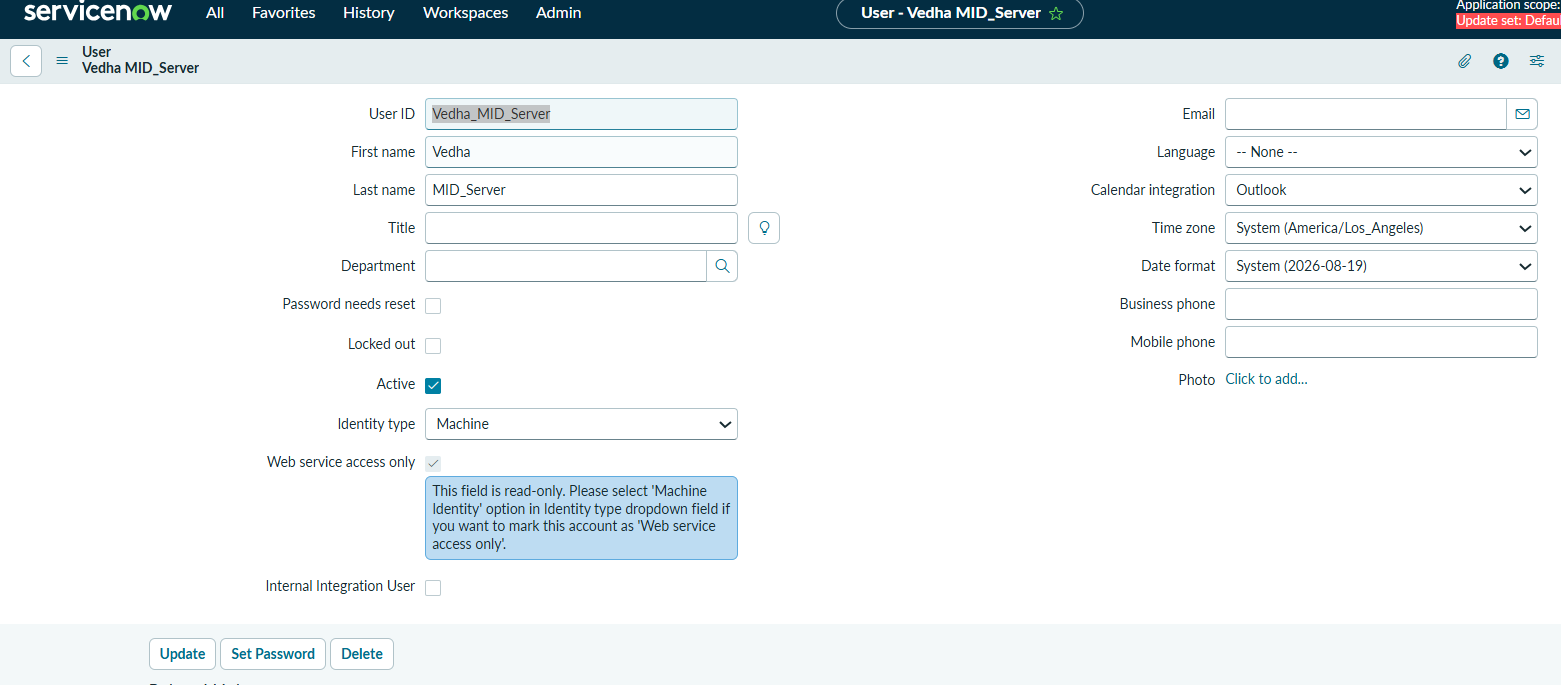 servicenow
All Favorites History Workspaces Admin
User - Vedha MID_Server
Application scope:
Update set: Defau
User
Vedha MID_Server
User ID Vedha_MID_Server
First name Vedha
Last name MID_Server
Title
Department
Password needs reset
Locked out
Active
Identity type Machine
Web service access only
This field is read-only. Please select 'Machine
Identity' option in Identity type dropdown field if
you want to mark this account as 'Web service
access only'.
Internal Integration User
Email
Language -- None --
Calendar integration Outlook
Time zone System (America/Los_Angeles)
Date format System (2026-08-19)
Business phone
Mobile phone
Photo Click to add...
Update Set Password Delete